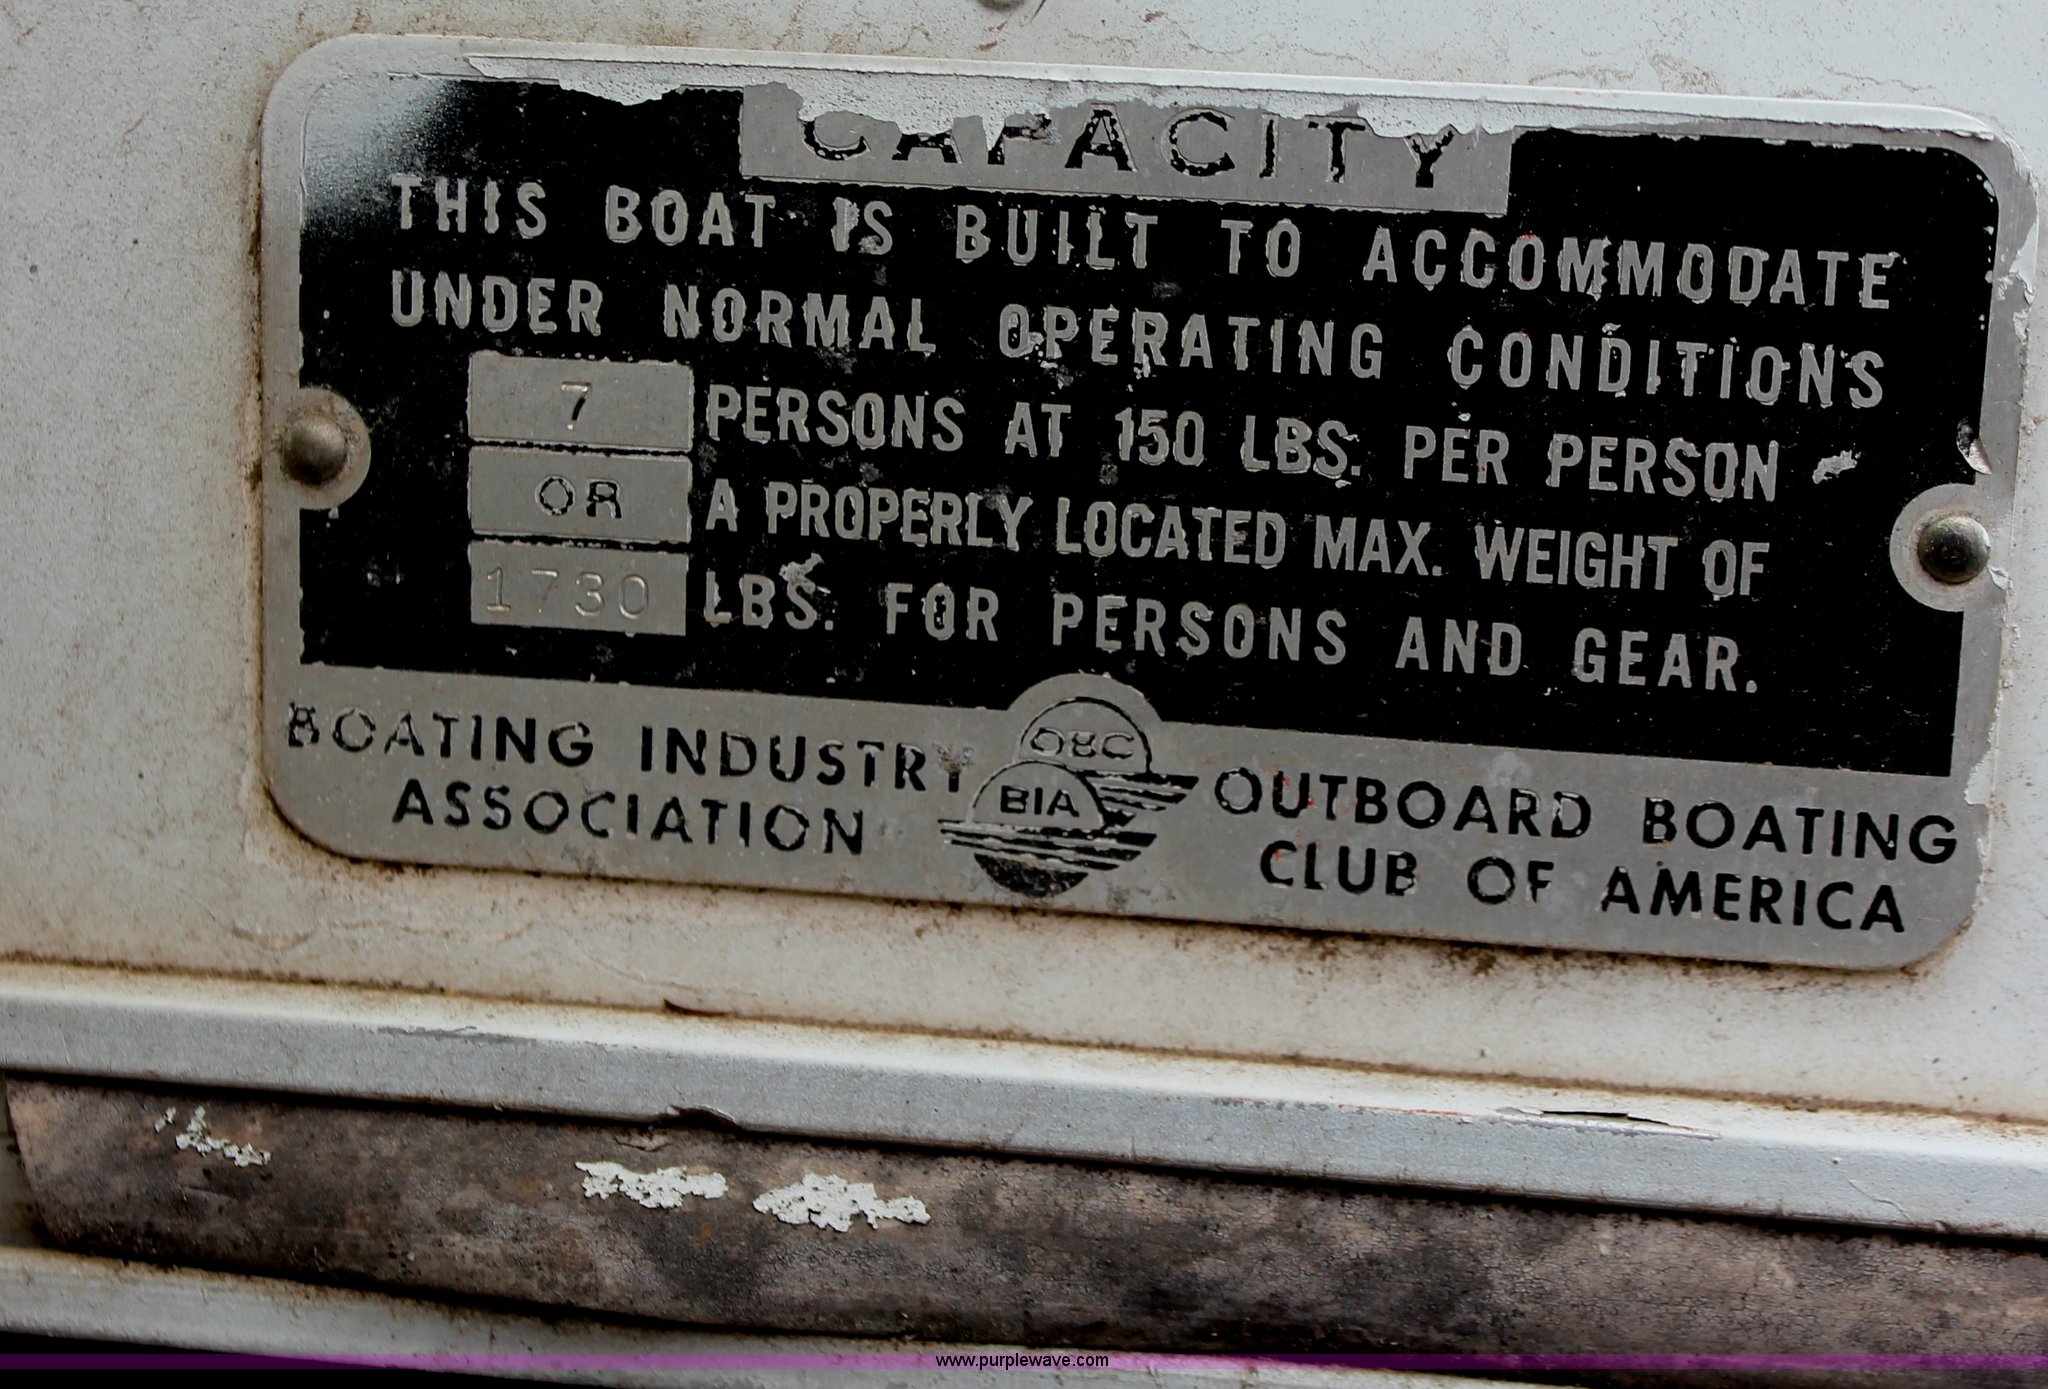 CAPACITY
THIS BOAT IS BUILT TO ACCOMMODATE
UNDER NORMAL OPERATING CONDITIONS
7 PERSONS AT 150 LBS. PER PERSON
OR A PROPERLY LOCATED MAX. WEIGHT OF
1730 LBS. FOR PERSONS AND GEAR.
BOATING INDUSTRY
ASSOCIATION
OBC
BIA
OUTBOARD BOATING
CLUB OF AMERICA
www.purplewave.com